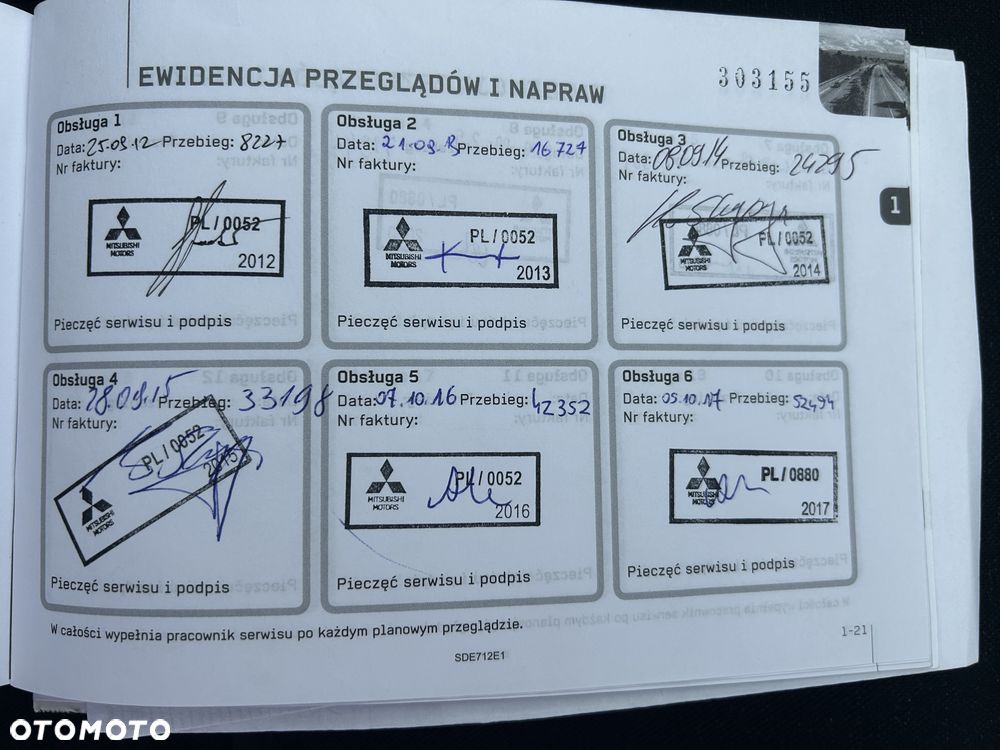 EWIDENCJA PRZEGLĄDÓW I NAPRAW
303155
Obsługa 1
Data: 25.09.12 Przebieg: 8227
Nr faktury:
MITSUBISHI MOTORS
PL/0052
2012
Pieczęć serwisu i podpis
Obsługa 2
Data: 21.09.13 Przebieg: 16727
Nr faktury:
MITSUBISHI MOTORS
PL/0052
2013
Pieczęć serwisu i podpis
Obsługa 3
Data: 08.09.14 Przebieg: 24295
Nr faktury:
PL/0052
2014
Pieczęć serwisu i podpis
1
Obsługa 4
Data: 28.09.15 Przebieg: 33198
Nr faktury:
MITSUBISHI MOTORS
PL/0052
2015
Pieczęć serwisu i podpis
Obsługa 5
Data: 07.10.16 Przebieg: 42352
Nr faktury:
MITSUBISHI MOTORS
PL/0052
2016
Pieczęć serwisu i podpis
Obsługa 6
Data: 05.10.17 Przebieg: 52494
Nr faktury:
MITSUBISHI MOTORS
PL/0880
2017
Pieczęć serwisu i podpis
W całości wypełnia pracownik serwisu po każdym planowym przeglądzie.
1-21
SDE712E1
OTOMOTO